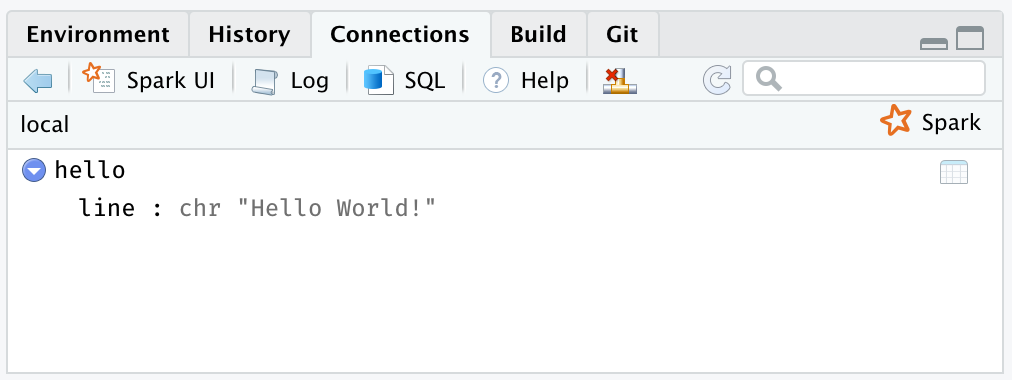 Environment History Connections Build Git
Spark UI Log SQL ? Help
local Spark
hello
line : chr "Hello World!"